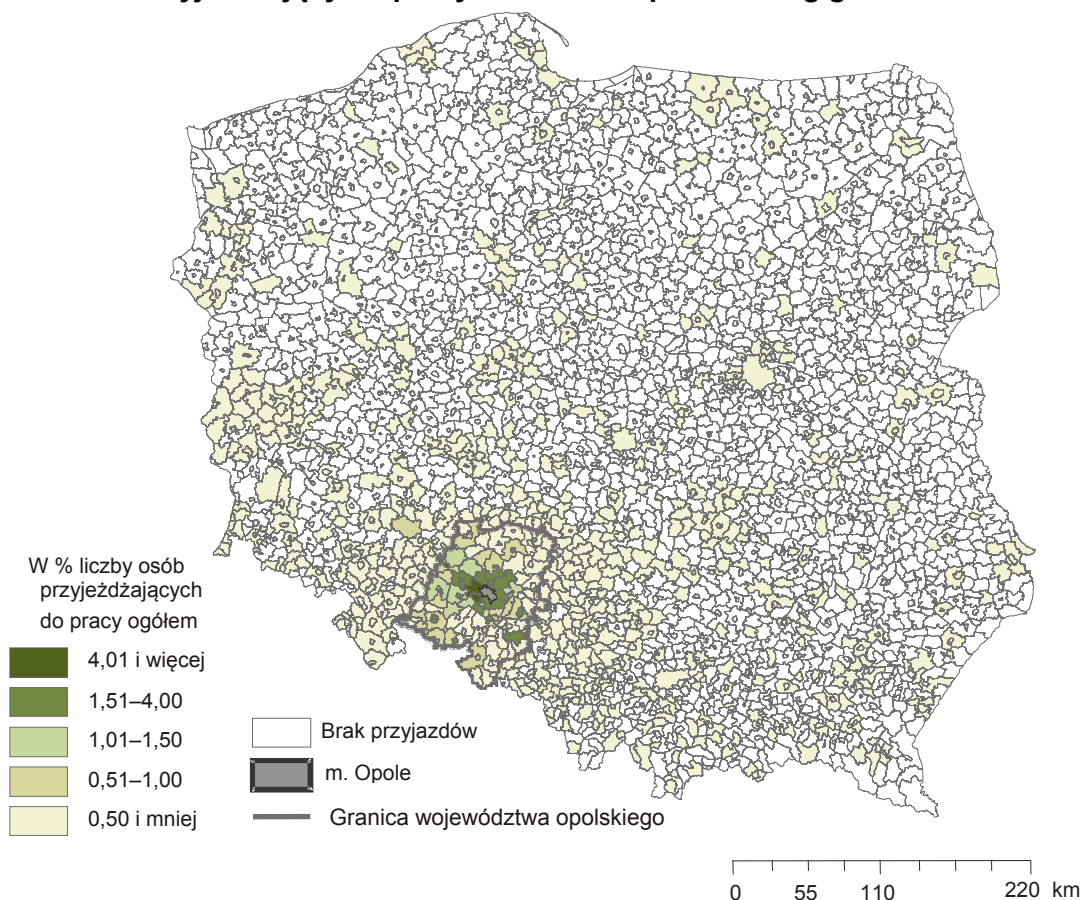 W % liczby osób
przyjeżdżających
do pracy ogółem
4,01 i więcej
1,51–4,00
1,01–1,50
0,51–1,00
0,50 i mniej
Brak przyjazdów
m. Opole
Granica województwa opolskiego
0 55 110 220 km